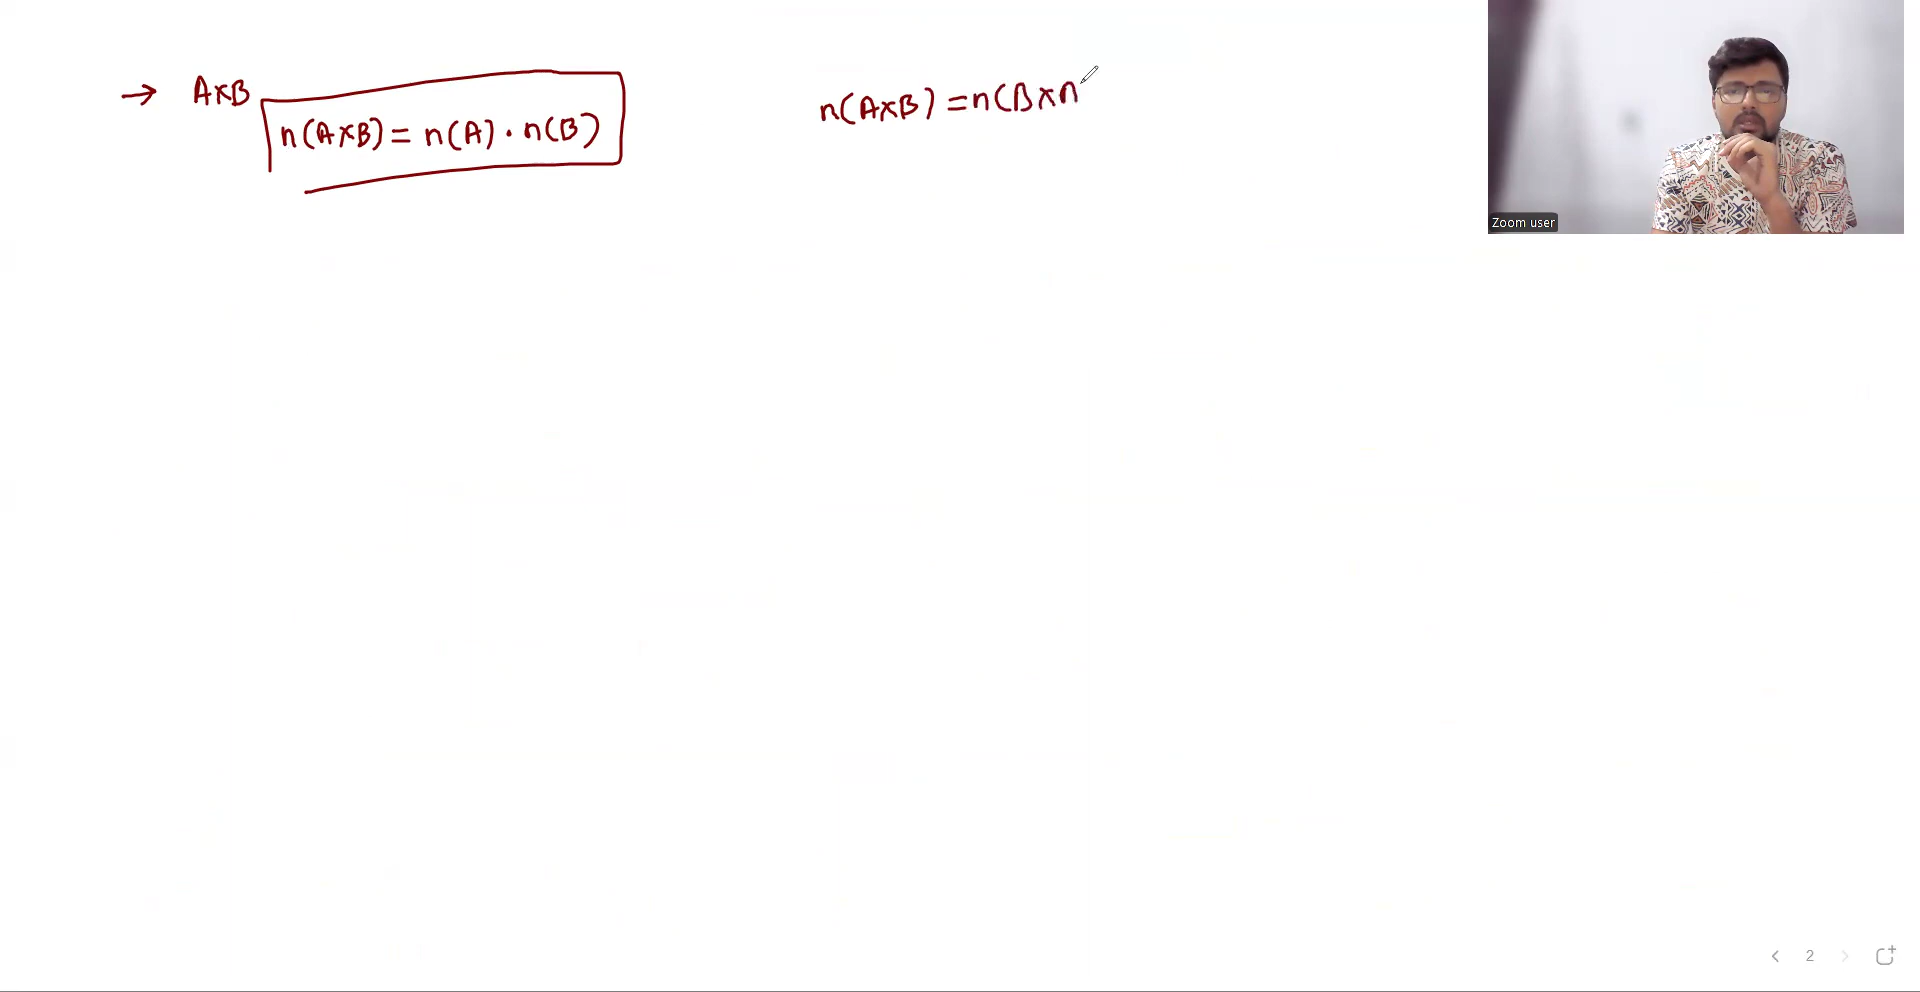 → A×B
n(A×B) = n(A) · n(B)
n(A×B) = n(B×
Zoom user
2